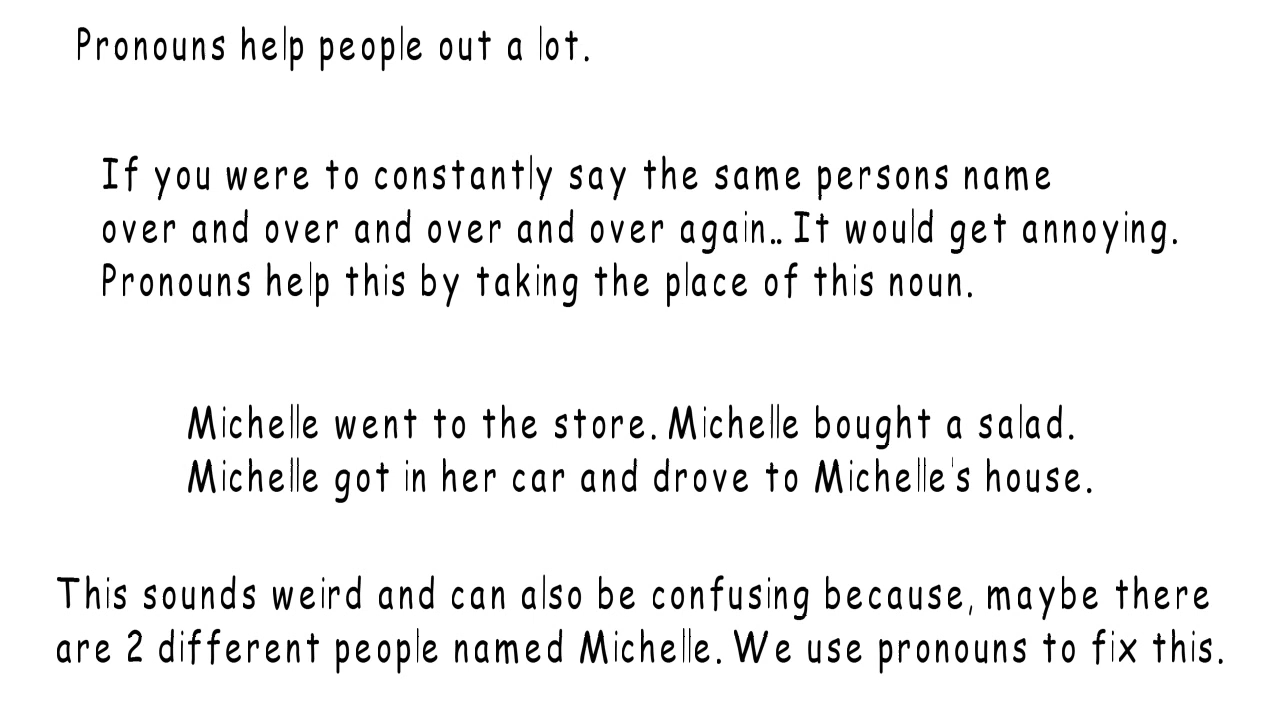 Pronouns help people out a lot.
If you were to constantly say the same persons name
over and over and over and over again.. It would get annoying.
Pronouns help this by taking the place of this noun.
Michelle went to the store. Michelle bought a salad.
Michelle got in her car and drove to Michelle's house.
This sounds weird and can also be confusing because, maybe there
are 2 different people named Michelle. We use pronouns to fix this.